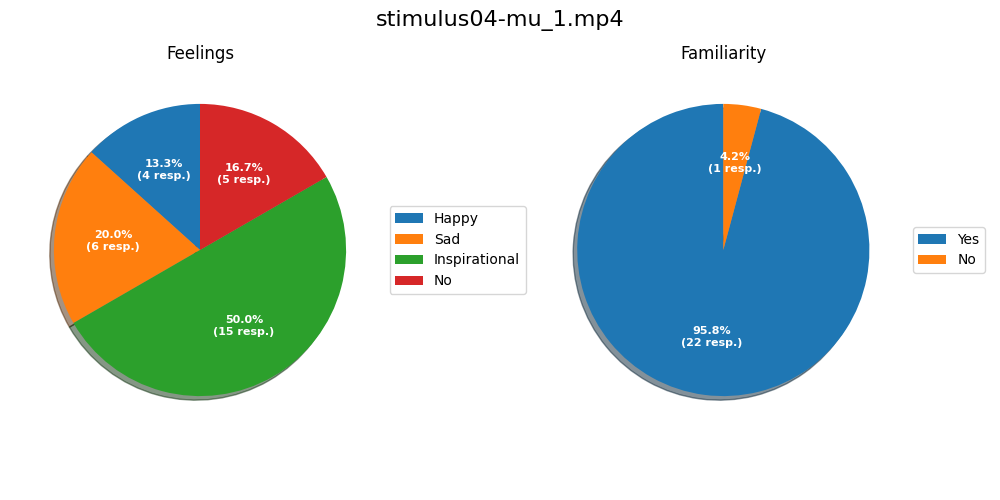 stimulus04-mu_1.mp4
Feelings
13.3%
(4 resp.)
16.7%
(5 resp.)
20.0%
(6 resp.)
50.0%
(15 resp.)
Happy
Sad
Inspirational
No
Familiarity
4.2%
(1 resp.)
95.8%
(22 resp.)
Yes
No